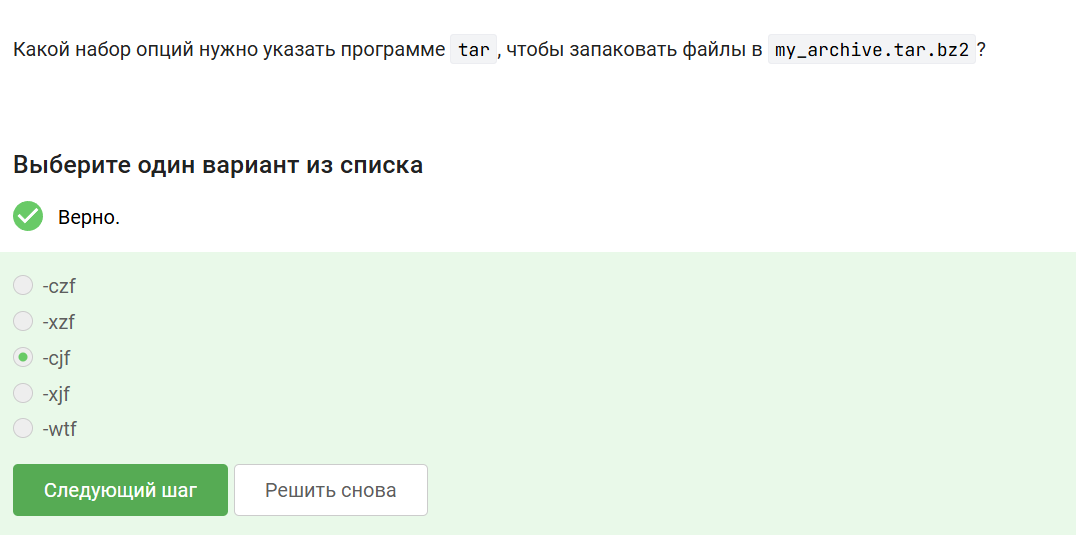 Какой набор опций нужно указать программе tar, чтобы запаковать файлы в my_archive.tar.bz2?
Выберите один вариант из списка
Верно.
-czf
-xzf
-cjf
-xjf
-wtf
Следующий шаг
Решить снова